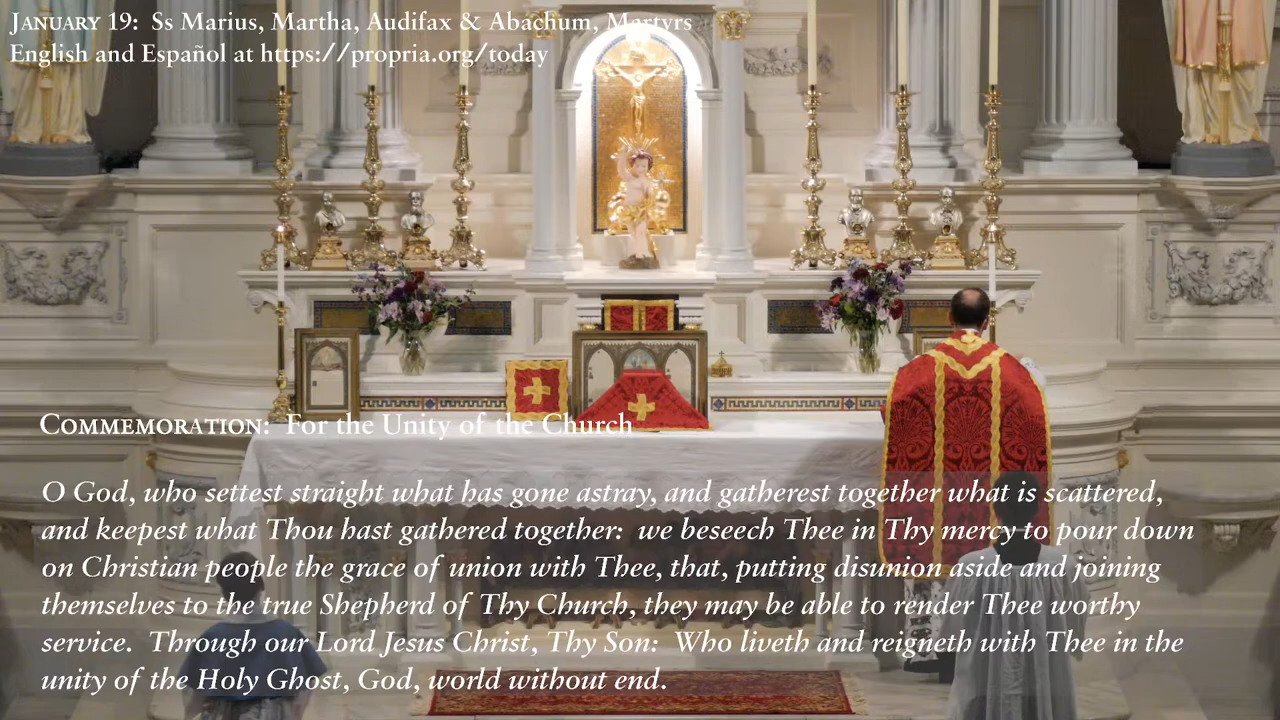 January 19: Ss Marius, Martha, Audifax & Abachum, Martyrs
English and Español at https://propria.org/today
Commemoration: For the Unity of the Church
O God, who settest straight what has gone astray, and gatherest together what is scattered,
and keepest what Thou hast gathered together: we beseech Thee in Thy mercy to pour down
on Christian people the grace of union with Thee, that, putting disunion aside and joining
themselves to the true Shepherd of Thy Church, they may be able to render Thee worthy
service. Through our Lord Jesus Christ, Thy Son: Who liveth and reigneth with Thee in the
unity of the Holy Ghost, God, world without end.